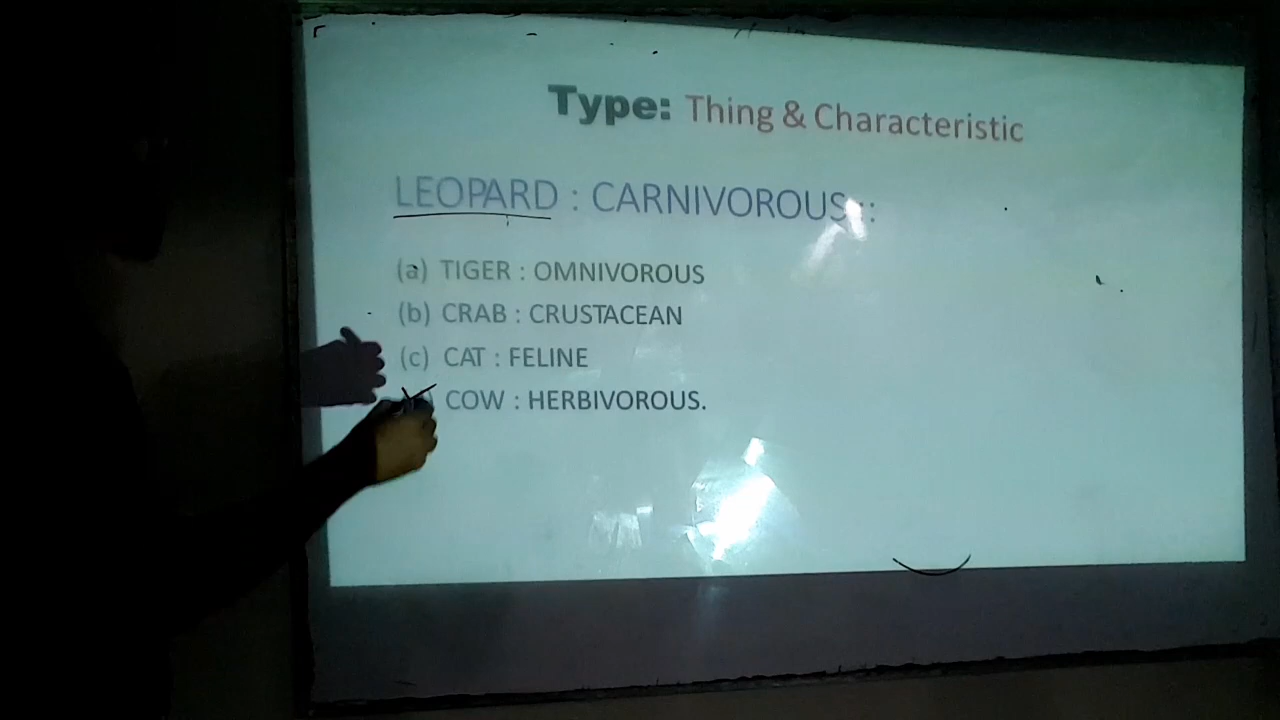 Type: Thing & Characteristic
LEOPARD : CARNIVOROUS ::
(a) TIGER : OMNIVOROUS
(b) CRAB : CRUSTACEAN
(c) CAT : FELINE
COW : HERBIVOROUS.